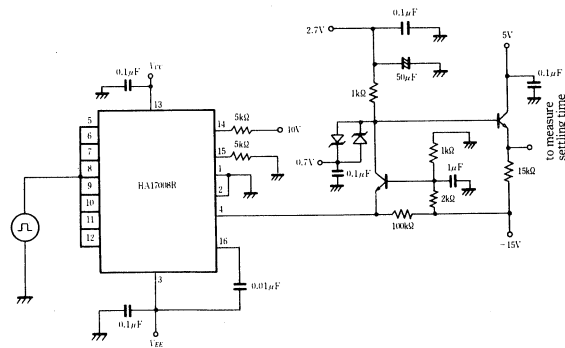 0.1μF
2.7V
5V
50μF
VCC
0.1μF
0.1μF
13
1kΩ
5
6
7
8
9
10
11
12
14
5kΩ
10V
15
5kΩ
1
2
4
16
HA17008R
0.7V
0.1μF
1kΩ
1μF
2kΩ
100kΩ
15kΩ
to measure
settling time
-15V
0.01μF
3
0.1μF
VEE